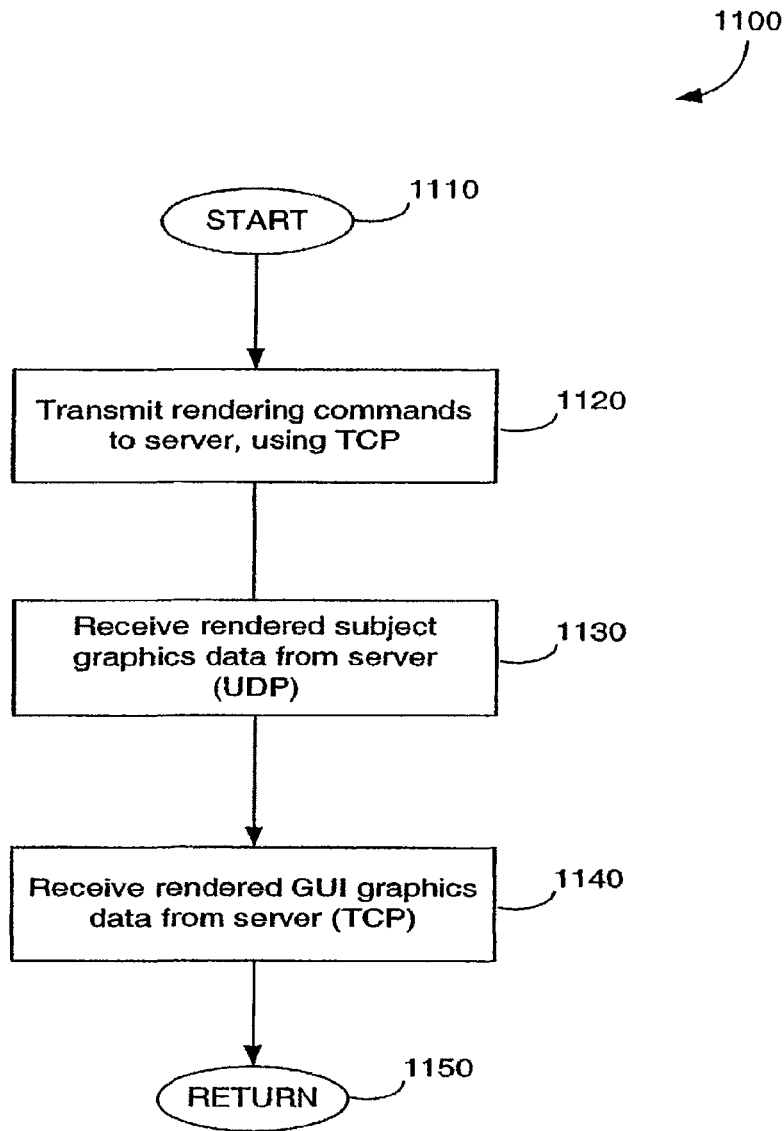 1100
1110
START
Transmit rendering commands
to server, using TCP
1120
Receive rendered subject
graphics data from server
(UDP)
1130
Receive rendered GUI graphics
data from server (TCP)
1140
RETURN
1150